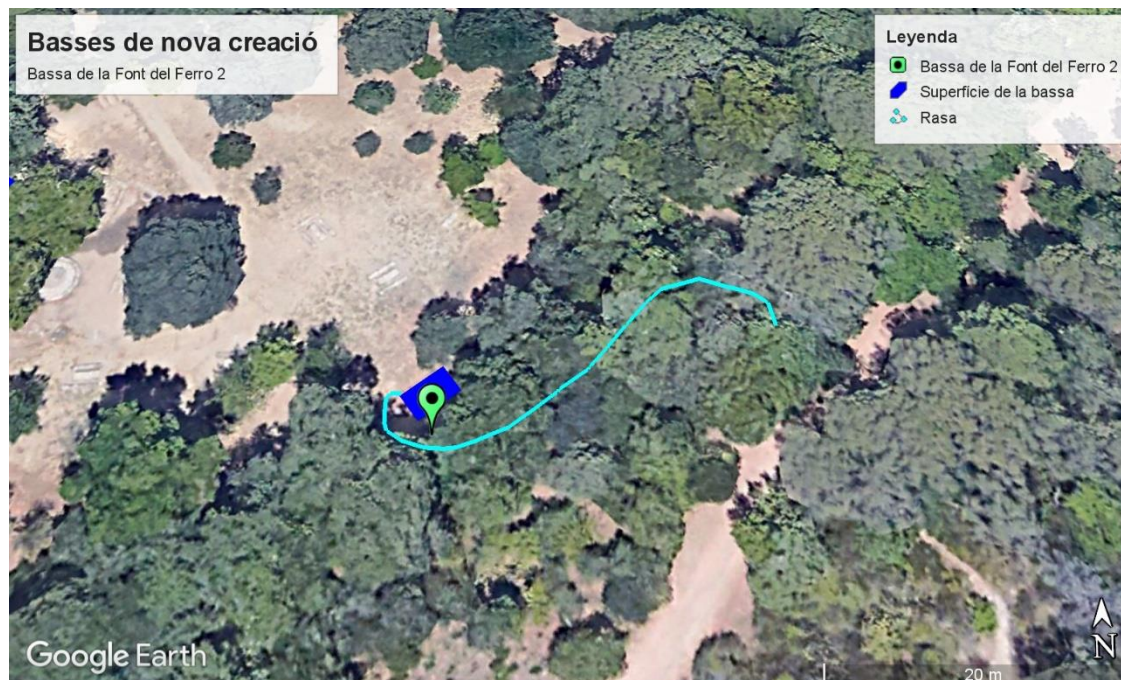 Basses de nova creació
Bassa de la Font del Ferro 2
Leyenda
Bassa de la Font del Ferro 2
Superfície de la bassa
Rasa
Google Earth
N
20 m